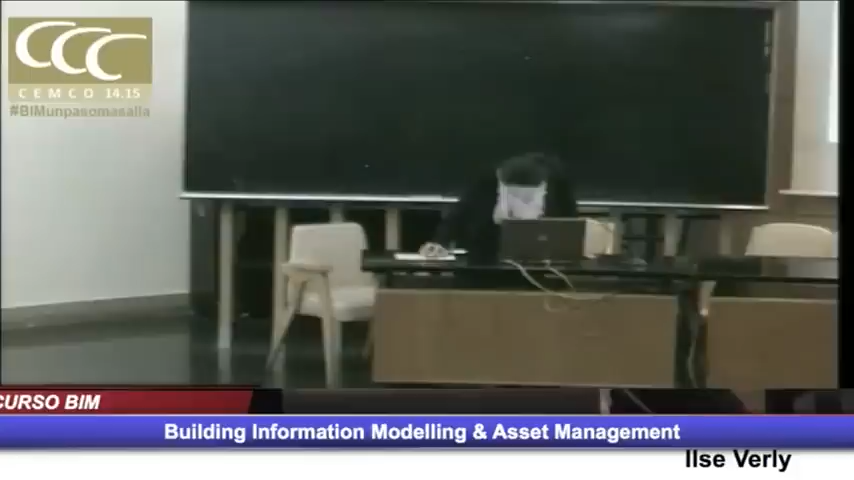 CCC
CEMCO 14.15
#BIMunpasomasalla
CURSO BIM
Building Information Modelling & Asset Management
Ilse Verly